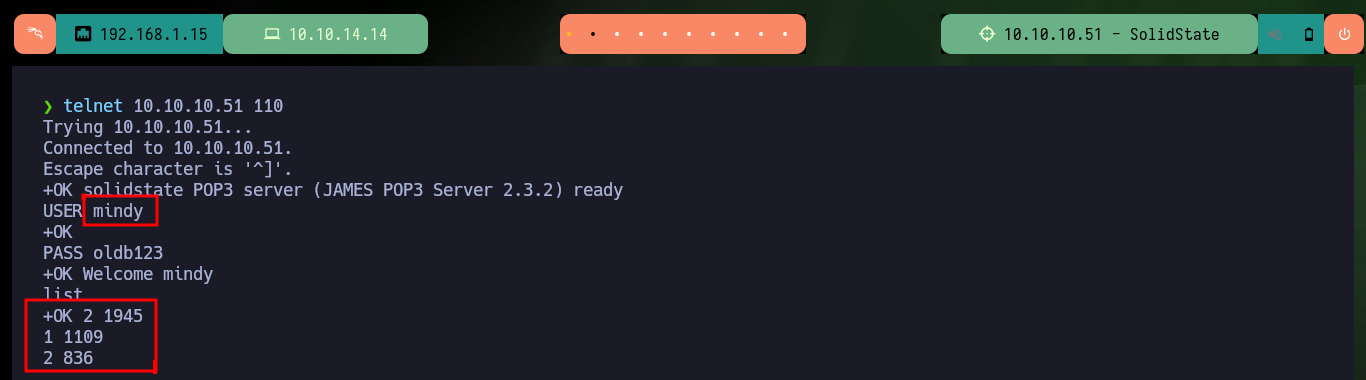 192.168.1.15 10.10.14.14 10.10.10.51 - SolidState
❯ telnet 10.10.10.51 110
Trying 10.10.10.51...
Connected to 10.10.10.51.
Escape character is '^]'.
+OK solidstate POP3 server (JAMES POP3 Server 2.3.2) ready
USER mindy
+OK
PASS oldb123
+OK Welcome mindy
list
+OK 2 1945
1 1109
2 836